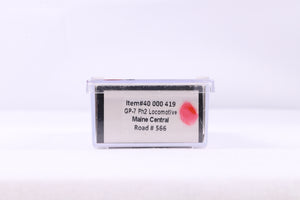 Item#40 000 419
GP-7 Ph2 Locomotive
Maine Central
Road # 566